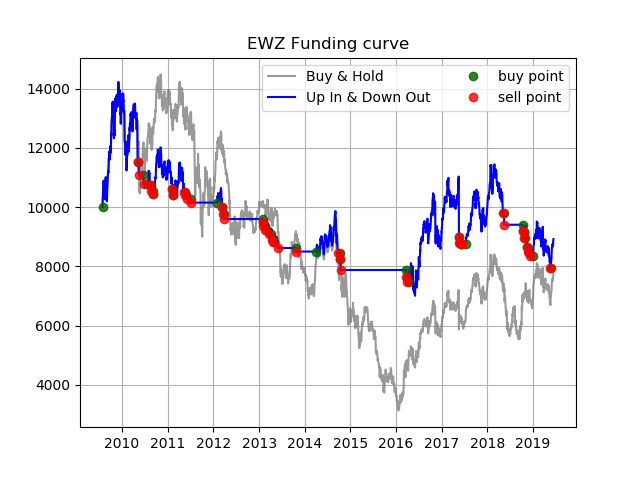 EWZ Funding curve
Buy & Hold
Up In & Down Out
buy point
sell point
14000
12000
10000
8000
6000
4000
2010 2011 2012 2013 2014 2015 2016 2017 2018 2019